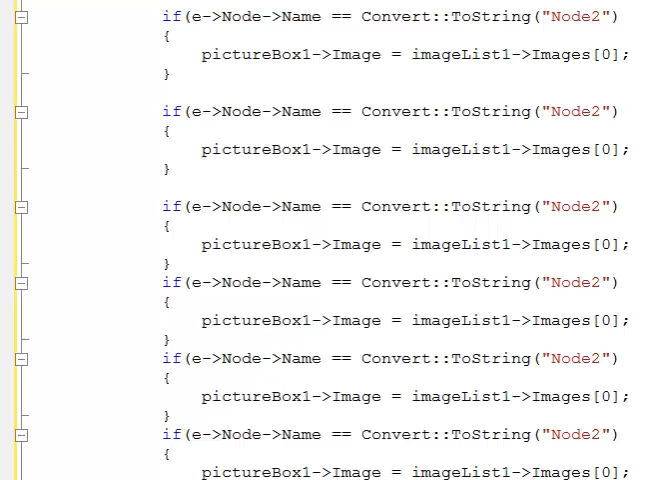 if(e->Node->Name == Convert::ToString("Node2")
{
pictureBox1->Image = imageList1->Images[0];
}
if(e->Node->Name == Convert::ToString("Node2")
{
pictureBox1->Image = imageList1->Images[0];
}
if(e->Node->Name == Convert::ToString("Node2")
{
pictureBox1->Image = imageList1->Images[0];
}
if(e->Node->Name == Convert::ToString("Node2")
{
pictureBox1->Image = imageList1->Images[0];
}
if(e->Node->Name == Convert::ToString("Node2")
{
pictureBox1->Image = imageList1->Images[0];
}
if(e->Node->Name == Convert::ToString("Node2")
{
pictureBox1->Image = imageList1->Images[0];